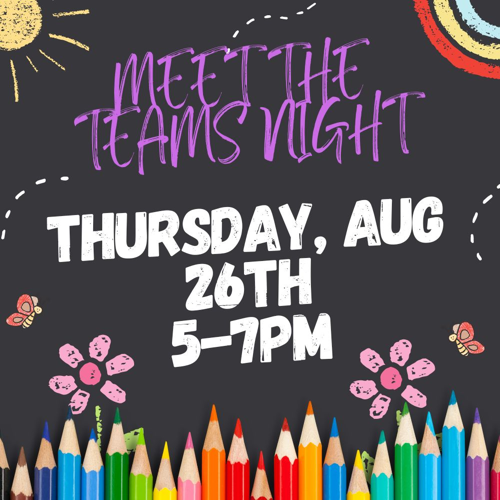 MEET THE
TEAMS NIGHT
THURSDAY, AUG
26TH
5-7PM